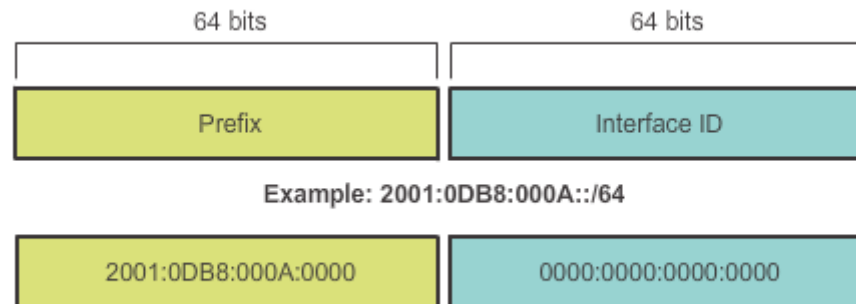 64 bits 64 bits
Prefix Interface ID
Example: 2001:0DB8:000A::/64
2001:0DB8:000A:0000 0000:0000:0000:0000